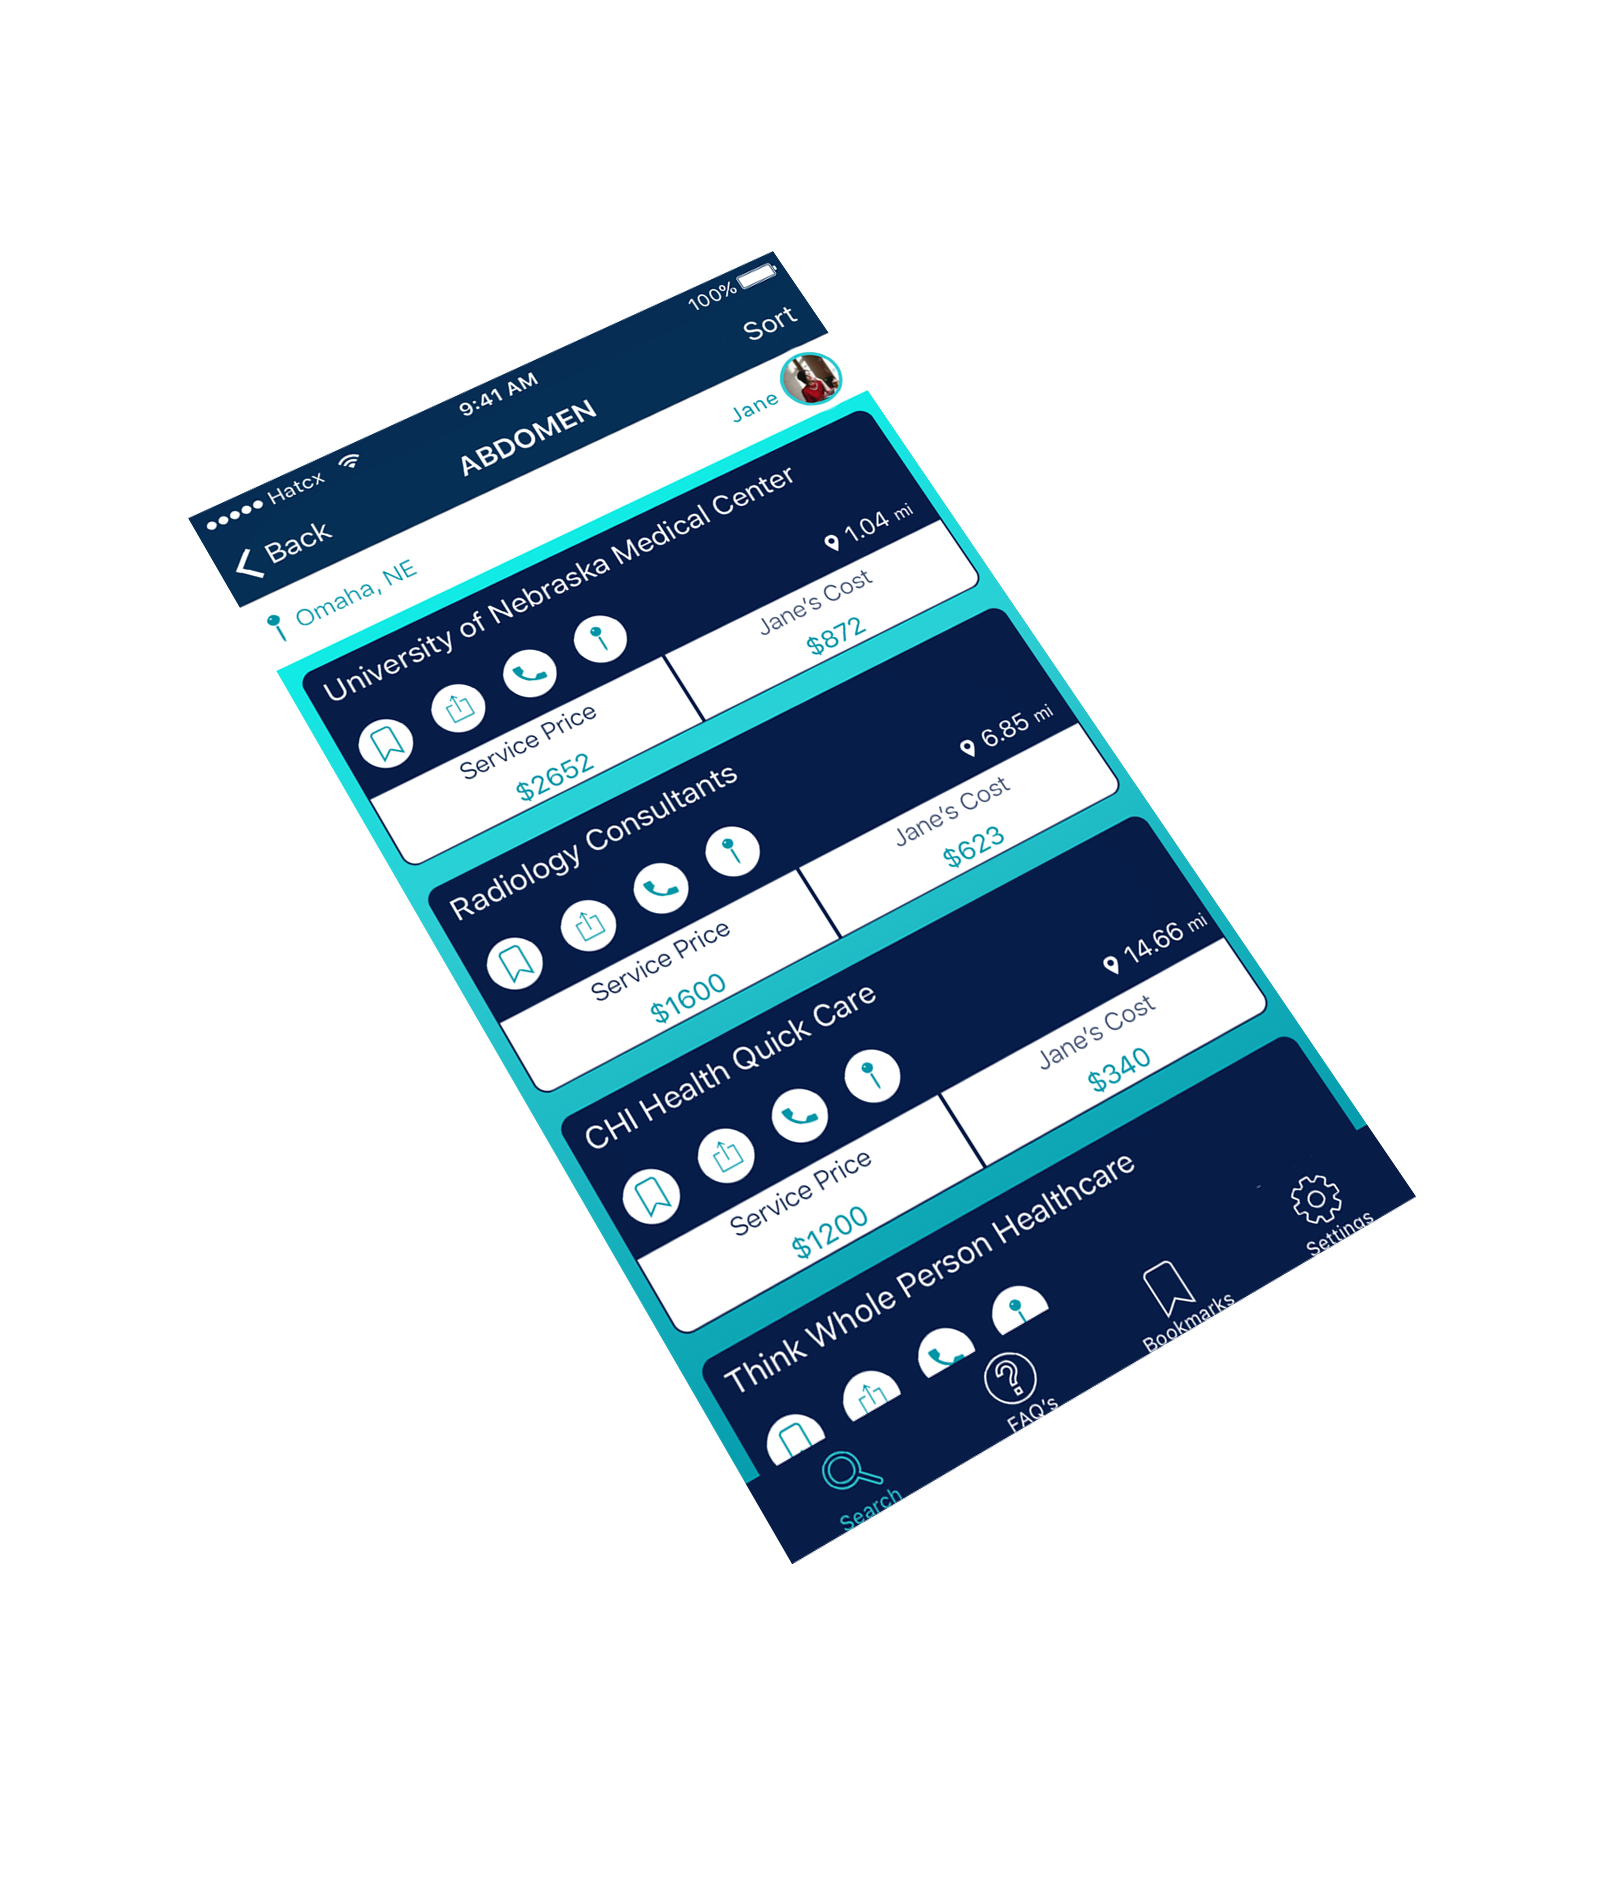 Hatcx 9:41 AM 100%
Back ABDOMEN Sort
Omaha, NE Jane
University of Nebraska Medical Center
1.04 mi
Service Price Jane's Cost
$2652 $872
Radiology Consultants
6.85 mi
Service Price Jane's Cost
$1600 $623
CHI Health Quick Care
14.66 mi
Service Price Jane's Cost
$1200 $340
Think Whole Person Healthcare
Search FAQ's Bookmarks Settings